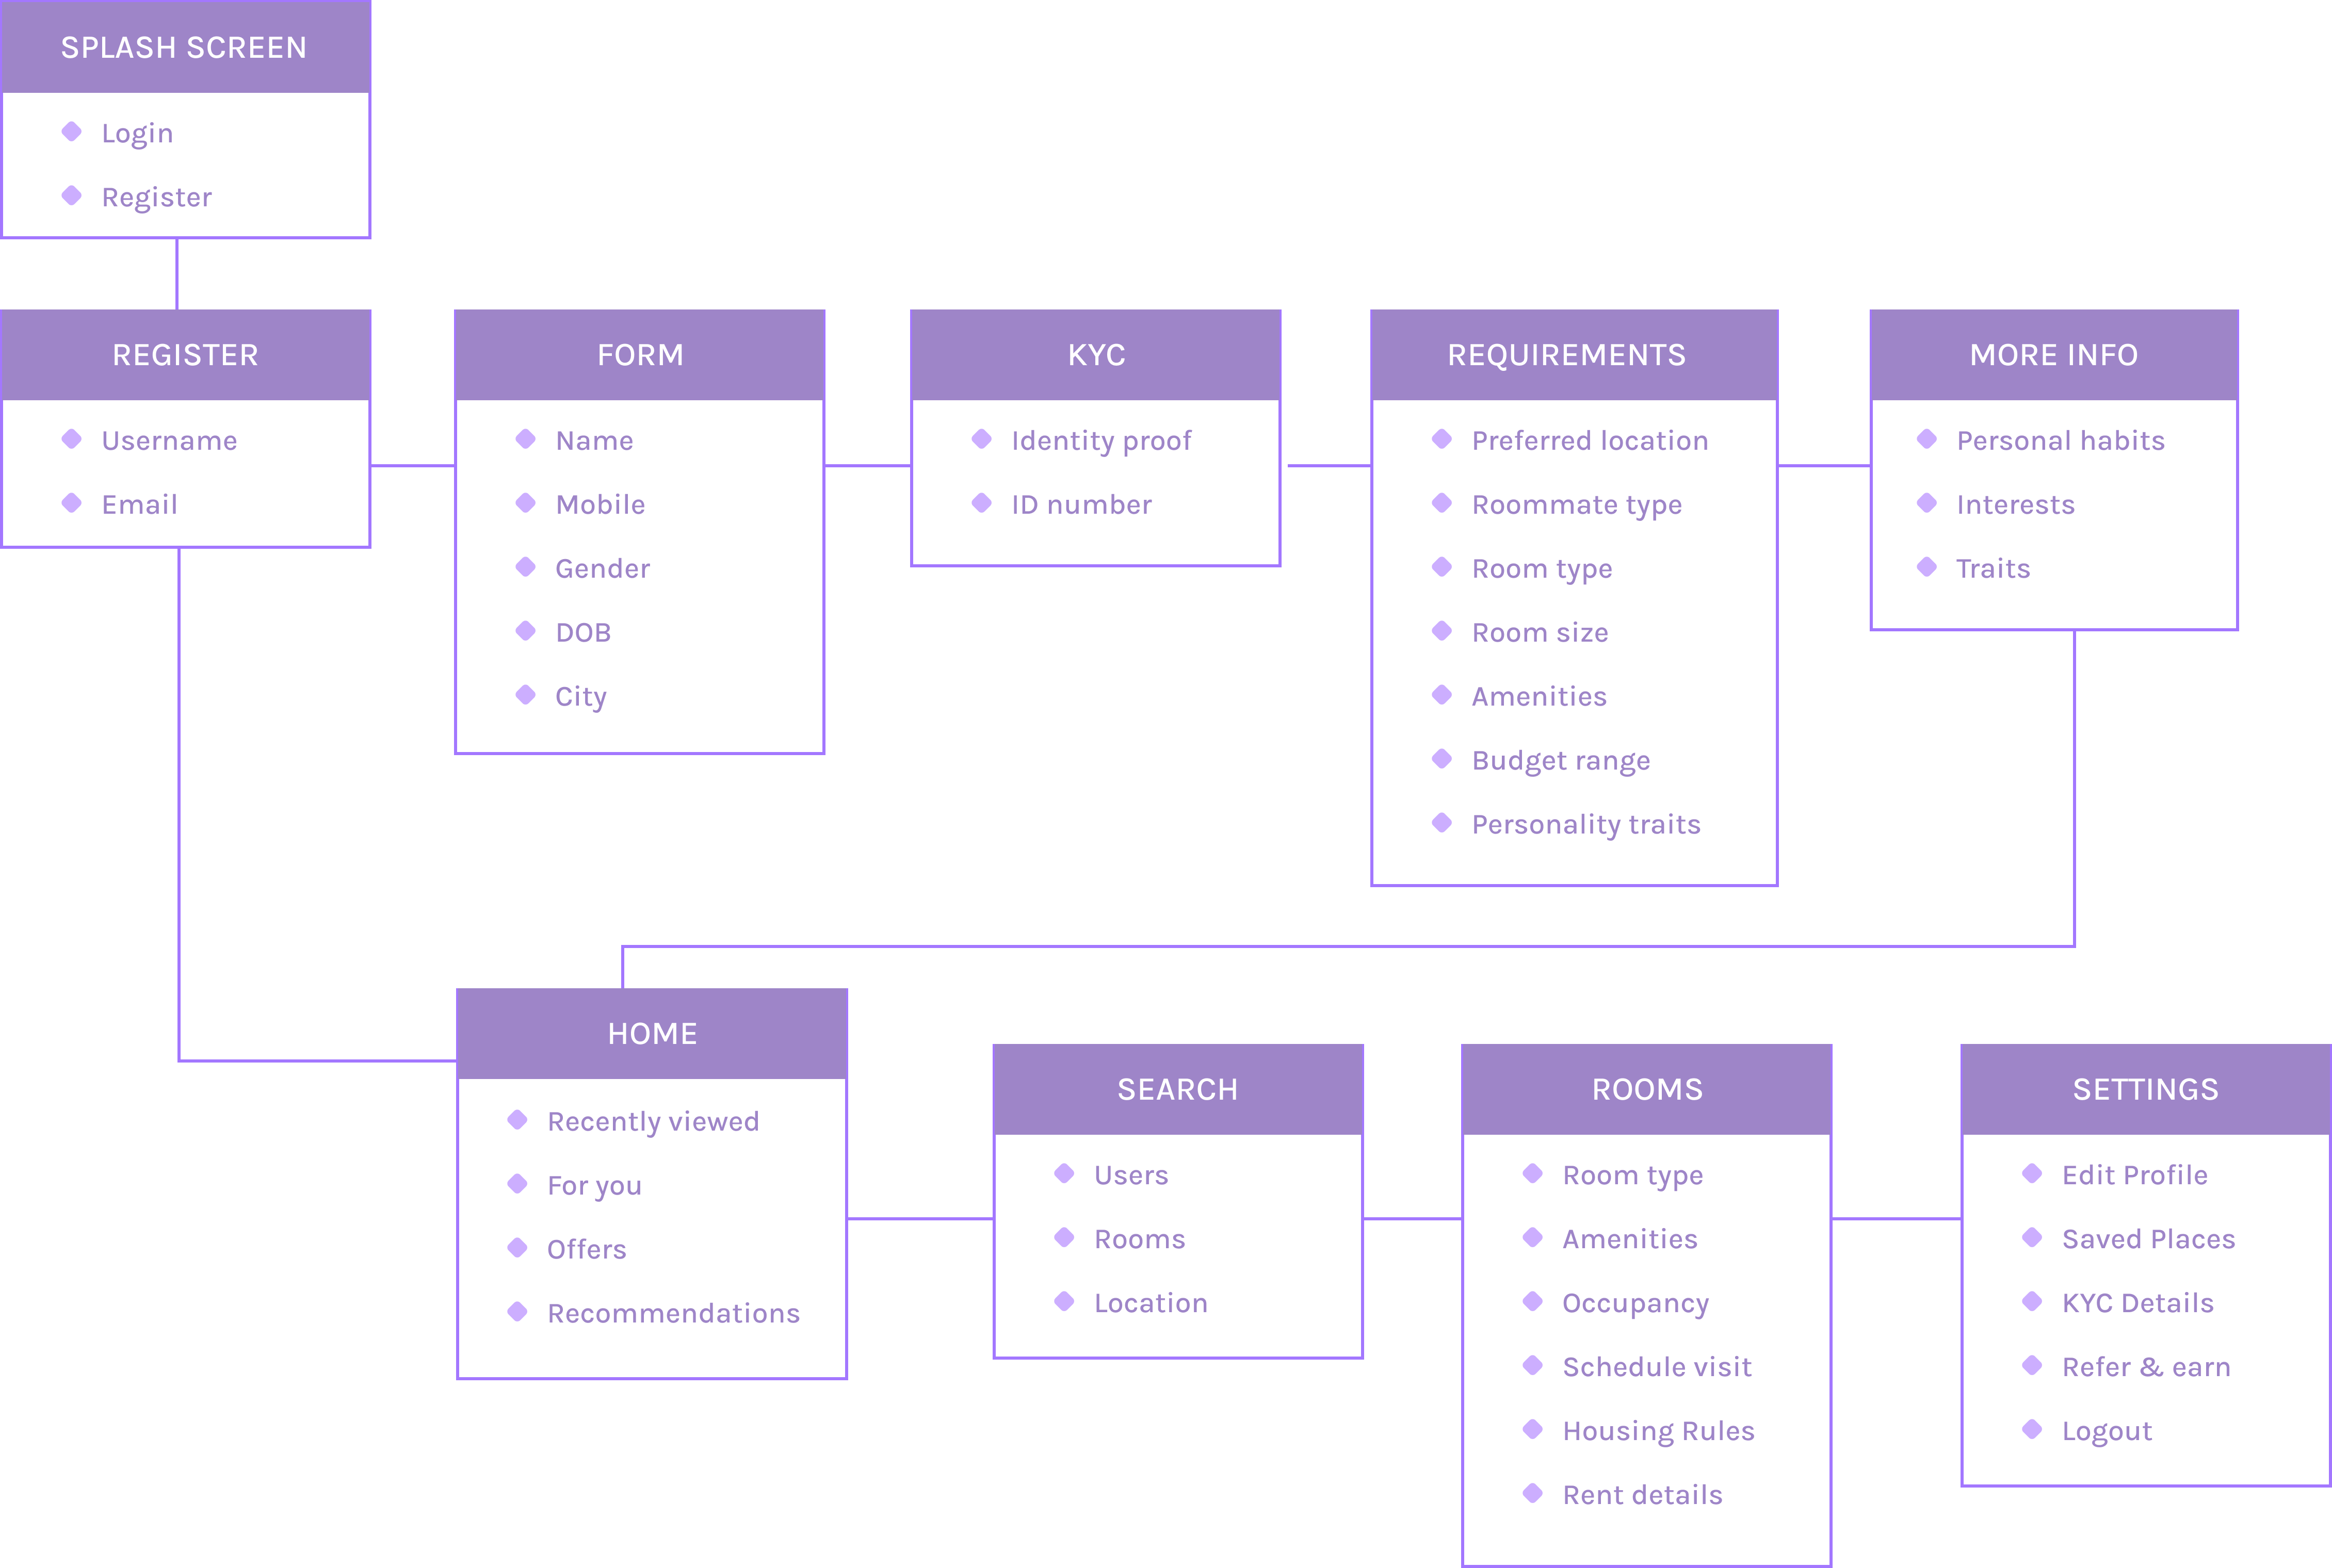 SPLASH SCREEN
Login
Register
REGISTER
Username
Email
FORM
Name
Mobile
Gender
DOB
City
KYC
Identity proof
ID number
REQUIREMENTS
Preferred location
Roommate type
Room type
Room size
Amenities
Budget range
Personality traits
MORE INFO
Personal habits
Interests
Traits
HOME
Recently viewed
For you
Offers
Recommendations
SEARCH
Users
Rooms
Location
ROOMS
Room type
Amenities
Occupancy
Schedule visit
Housing Rules
Rent details
SETTINGS
Edit Profile
Saved Places
KYC Details
Refer & earn
Logout